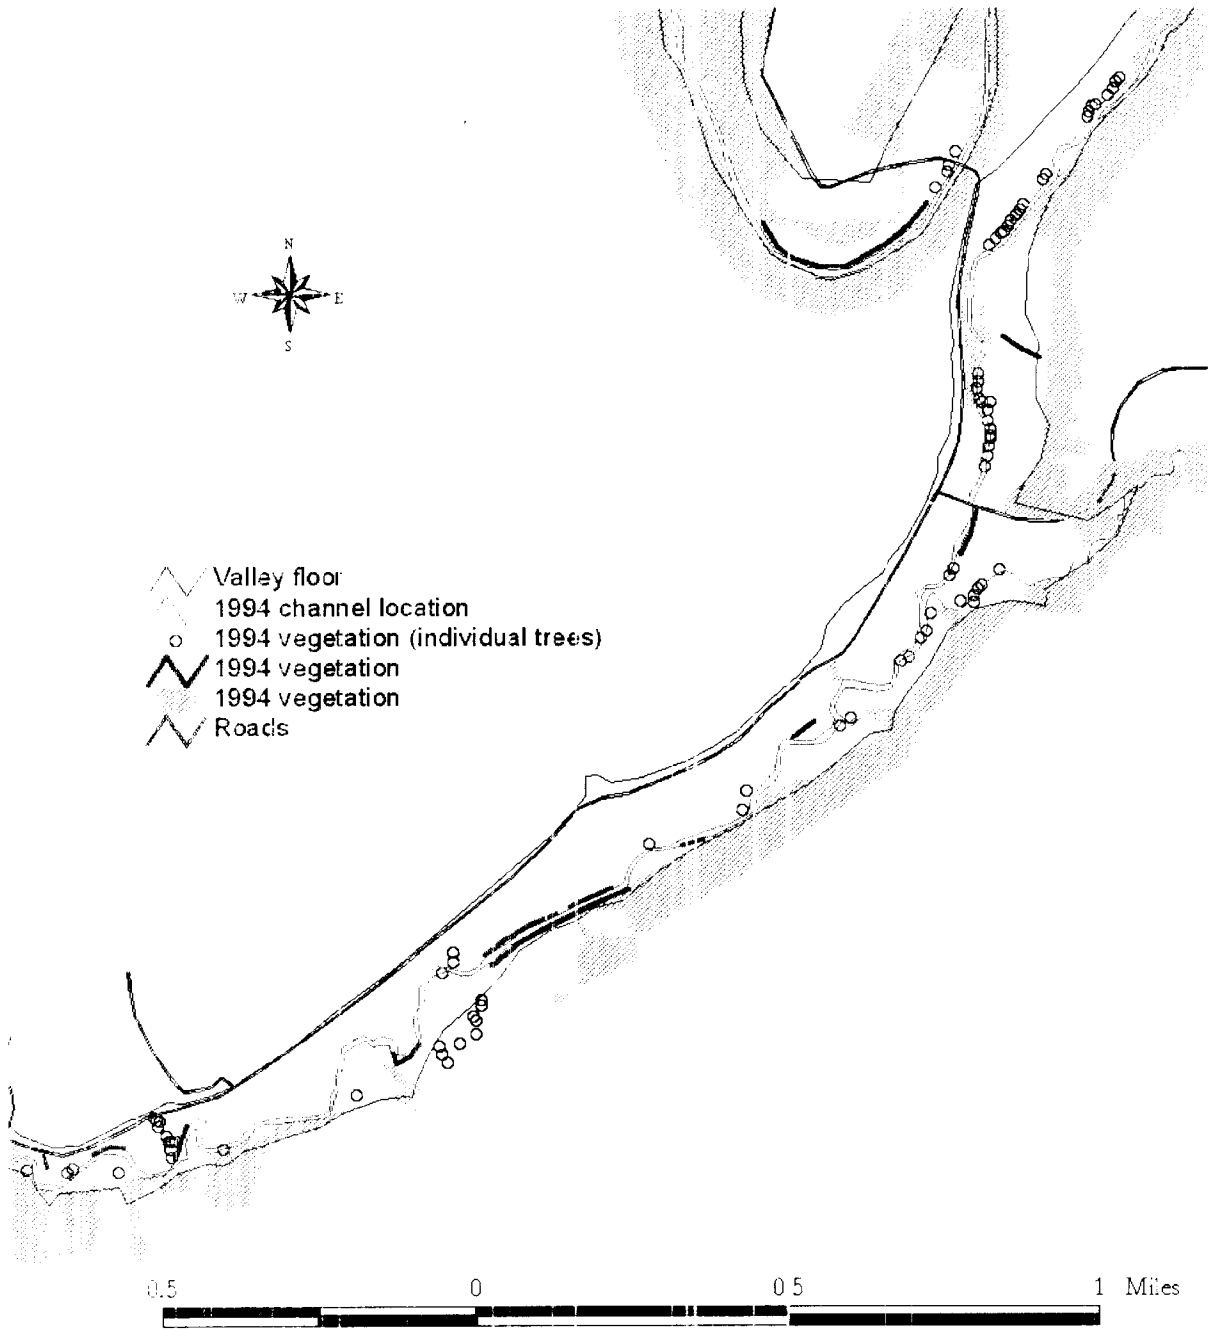 N
W E
S
Valley floor
1994 channel location
1994 vegetation (individual trees)
1994 vegetation
1994 vegetation
Roads
0.5 0 0 5 1 Miles